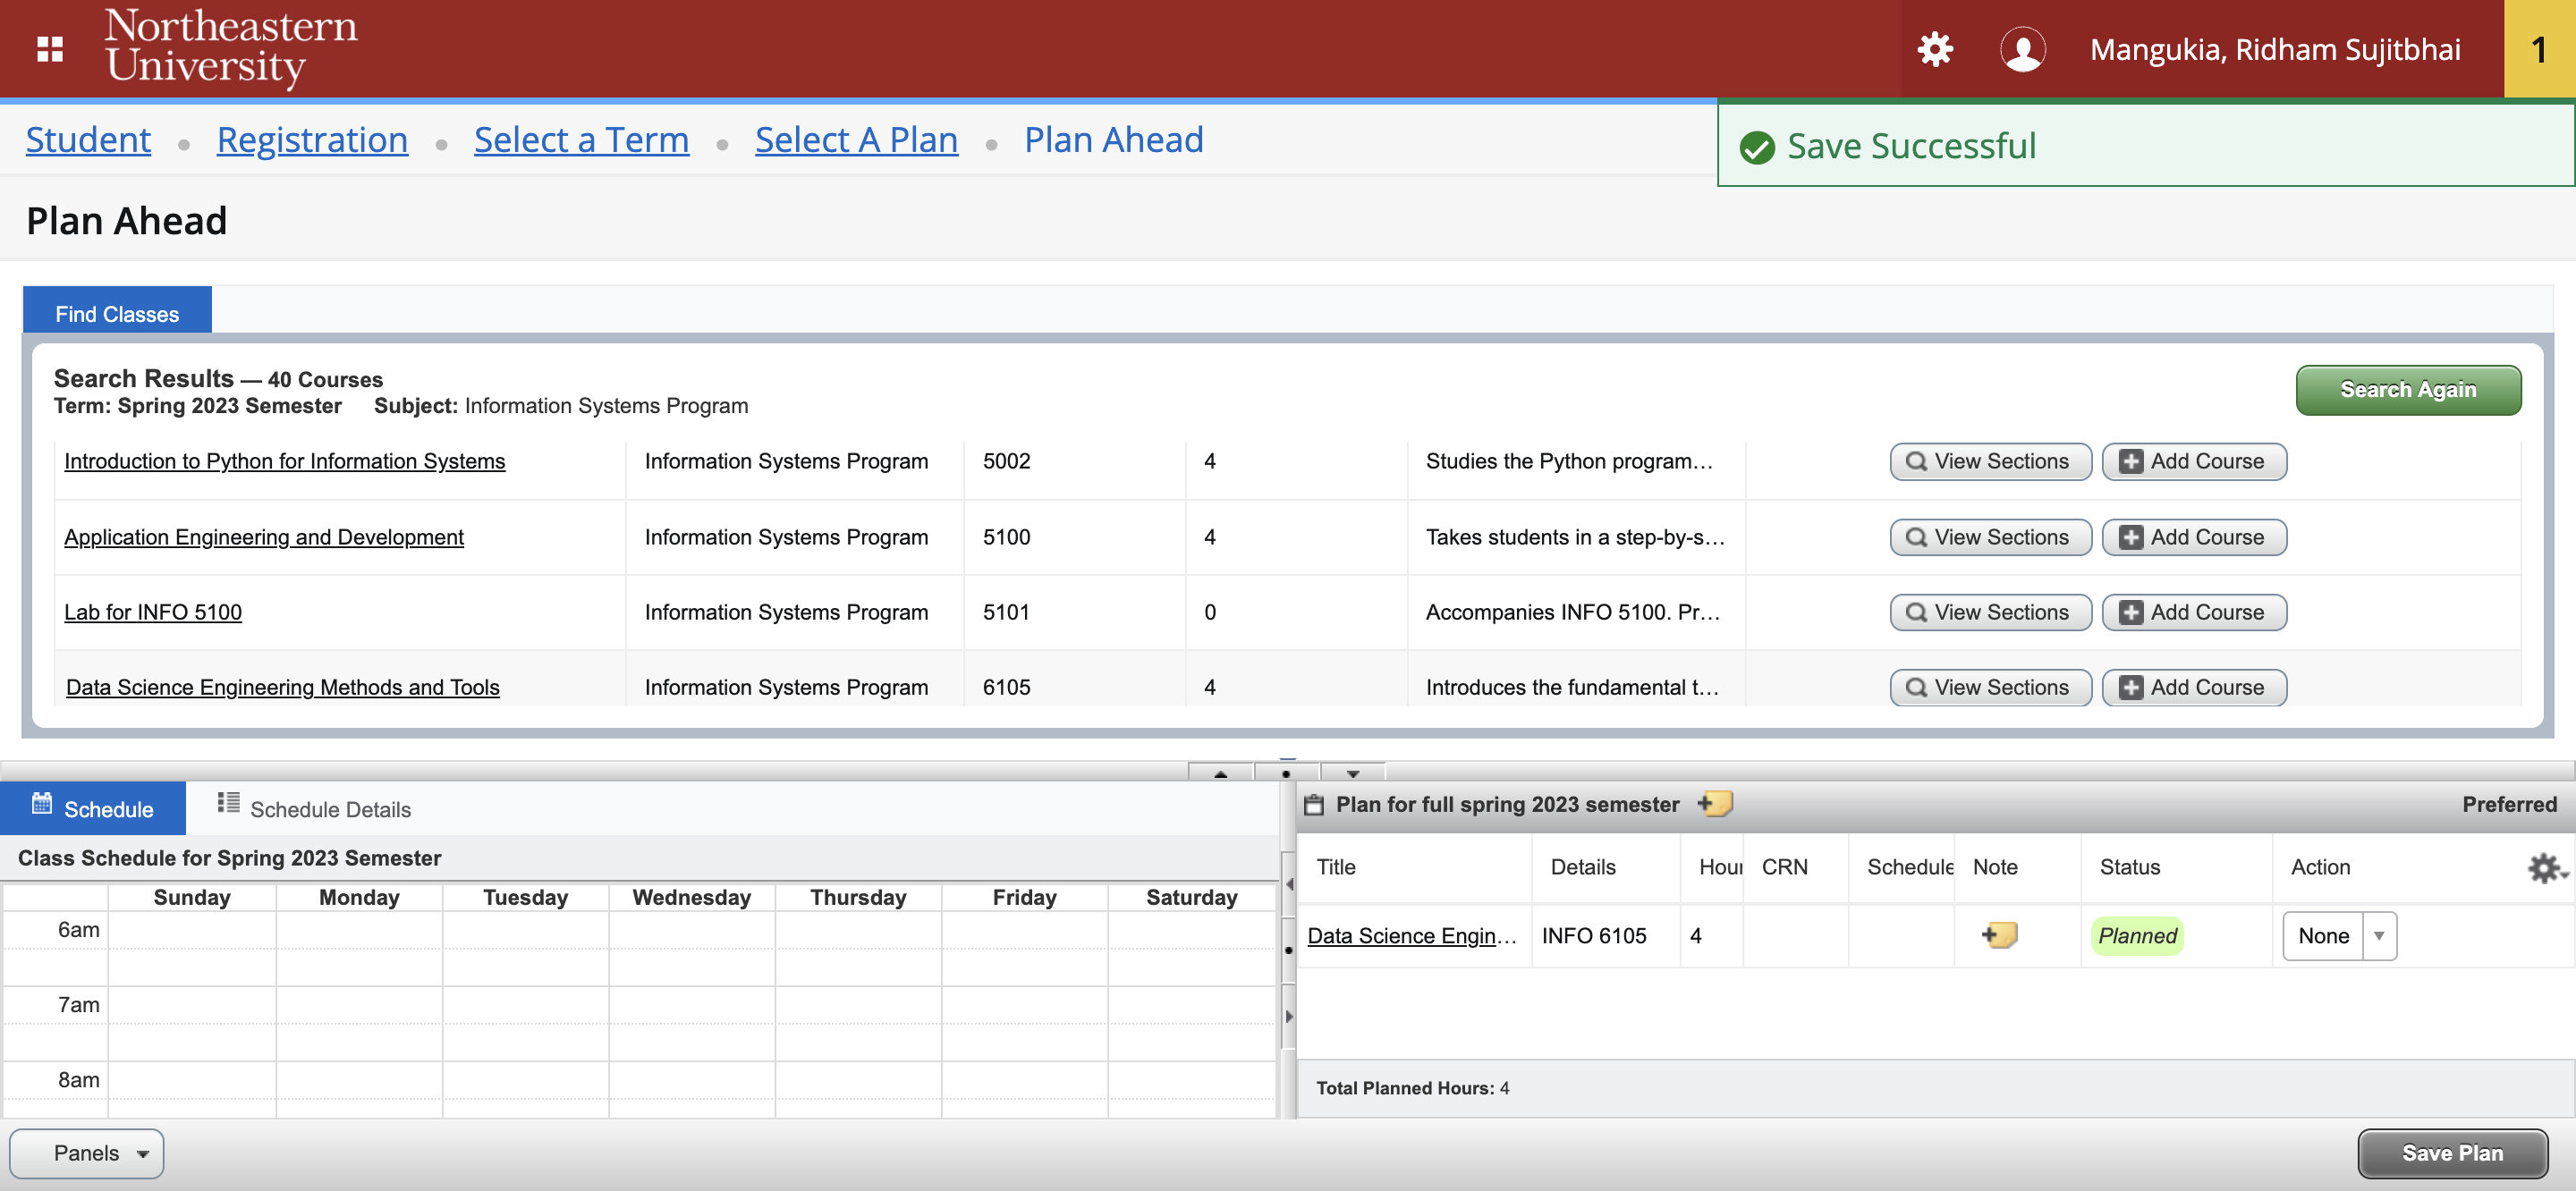 Northeastern
University
Mangukia, Ridham Sujitbhai
1
Student • Registration • Select a Term • Select A Plan • Plan Ahead
Save Successful
Plan Ahead
Find Classes
Search Results — 40 Courses
Term: Spring 2023 Semester Subject: Information Systems Program
Search Again
Introduction to Python for Information Systems Information Systems Program 5002 4 Studies the Python program... View Sections Add Course
Application Engineering and Development Information Systems Program 5100 4 Takes students in a step-by-s... View Sections Add Course
Lab for INFO 5100 Information Systems Program 5101 0 Accompanies INFO 5100. Pr... View Sections Add Course
Data Science Engineering Methods and Tools Information Systems Program 6105 4 Introduces the fundamental t... View Sections Add Course
Schedule Schedule Details
Class Schedule for Spring 2023 Semester
Sunday Monday Tuesday Wednesday Thursday Friday Saturday
6am
7am
8am
Plan for full spring 2023 semester Preferred
Title Details Hour CRN Schedule Note Status Action
Data Science Engin... INFO 6105 4 Planned None
Total Planned Hours: 4
Panels Save Plan